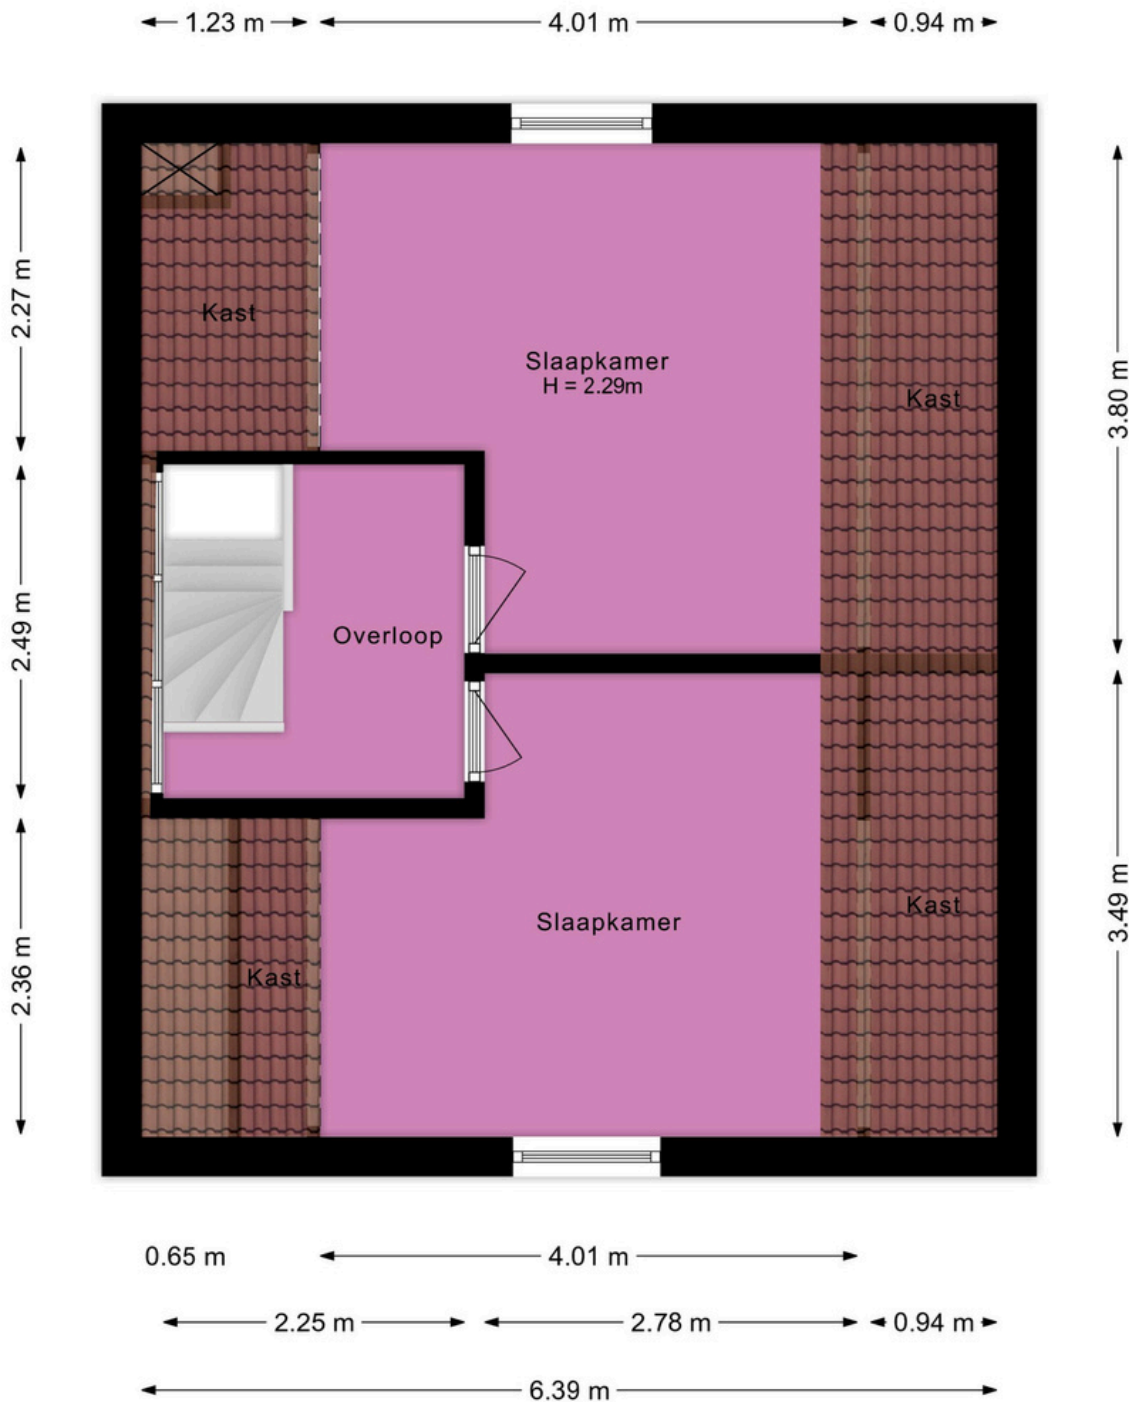 1.23 m
4.01 m
0.94 m
2.27 m
Kast
Slaapkamer
H = 2.29m
Kast
3.80 m
2.49 m
Overloop
Kast
3.49 m
Slaapkamer
2.36 m
Kast
0.65 m
4.01 m
2.25 m
2.78 m
0.94 m
6.39 m